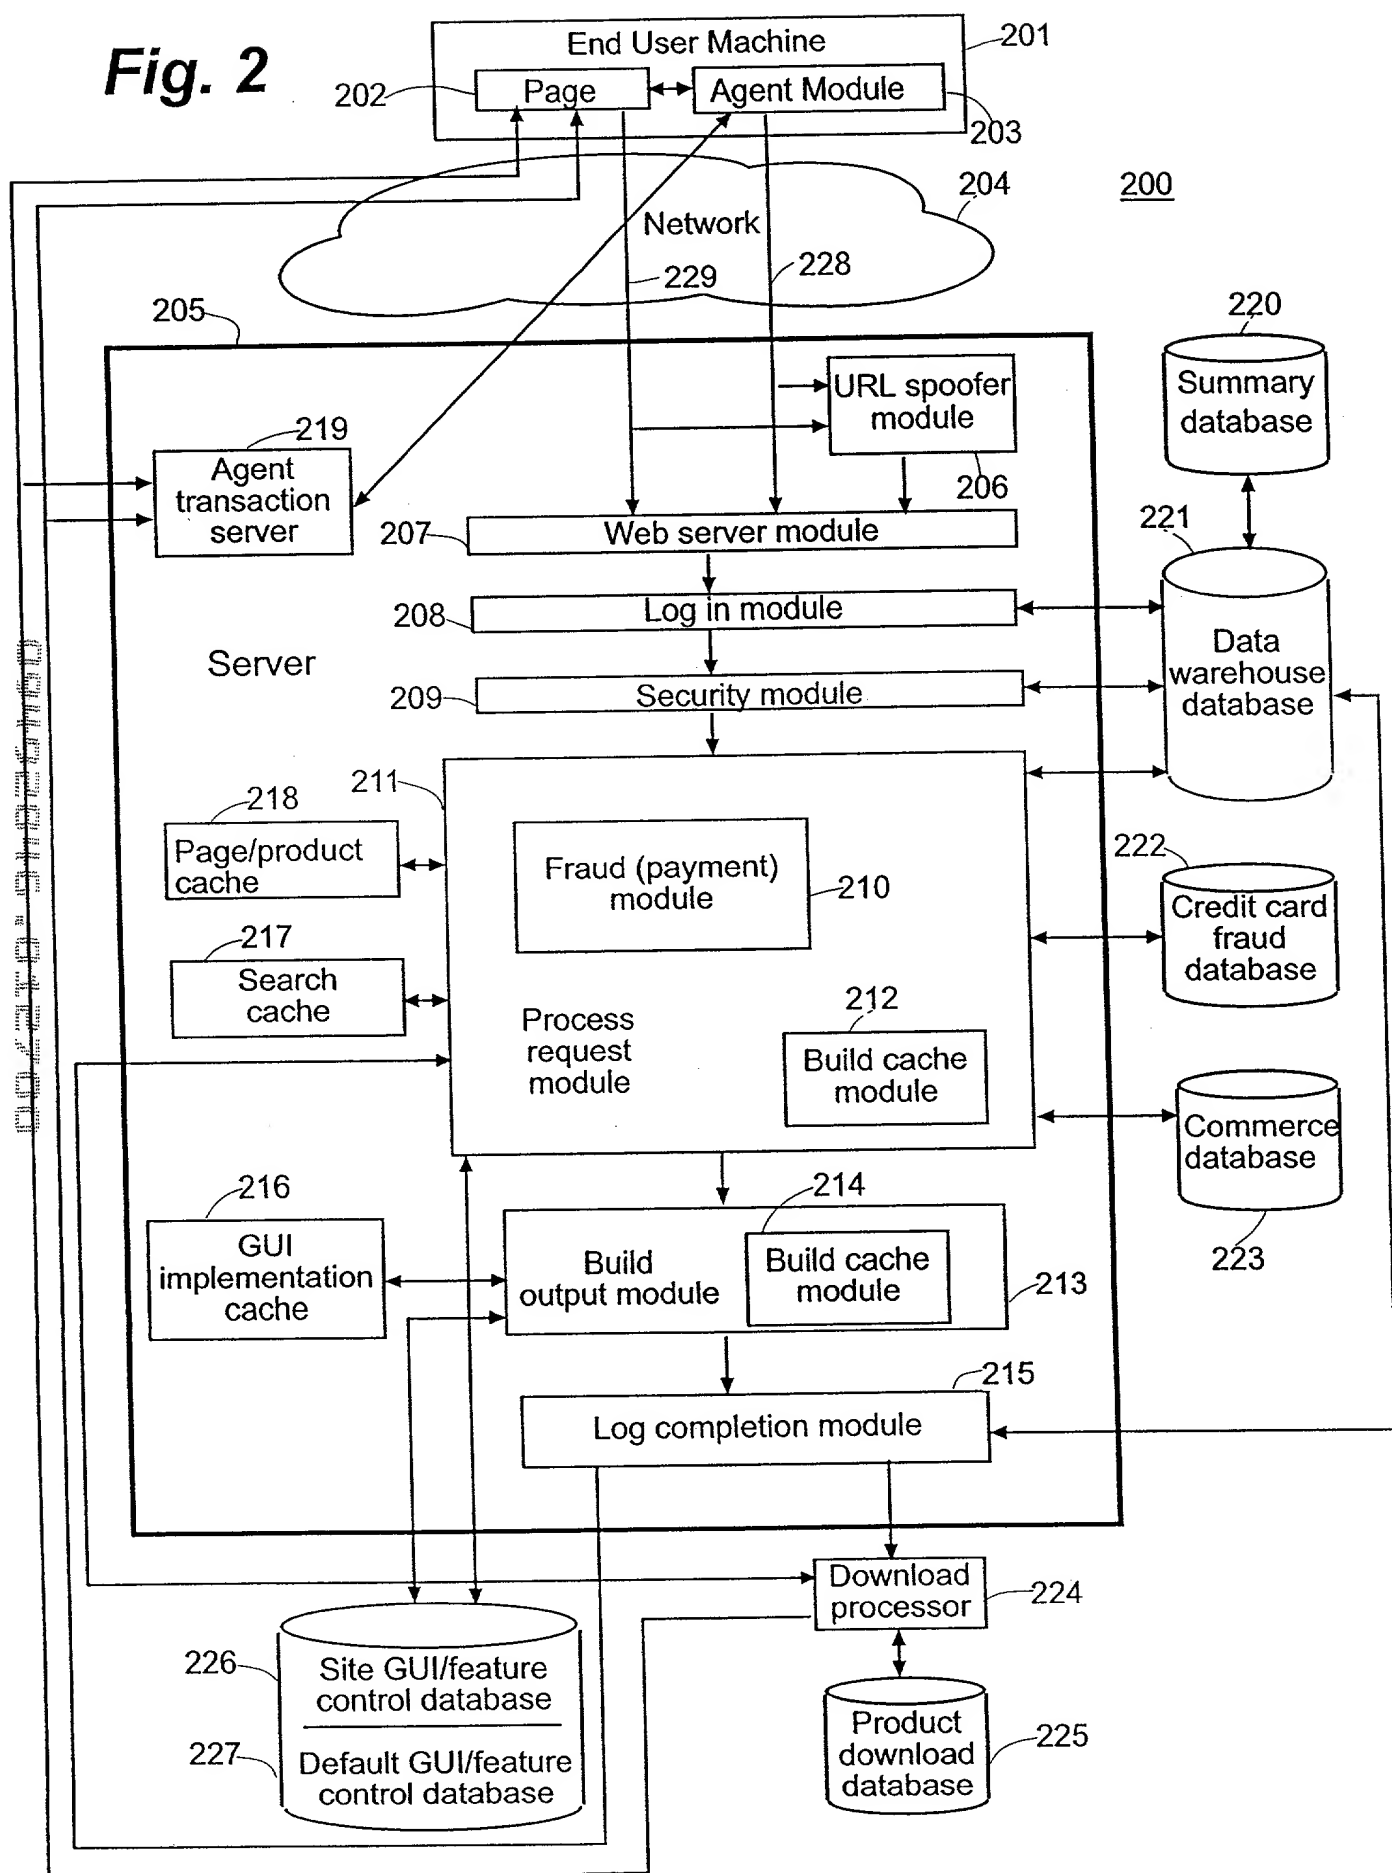 Fig. 2
End User Machine
201
202
Page
Agent Module
203
204
200
Network
229
228
205
220
URL spoofer
module
Summary
database
219
Agent
transaction
server
206
207
Web server module
221
208
Log in module
Server
Data
warehouse
database
209
Security module
211
218
Page/product
cache
Fraud (payment)
module
210
222
Credit card
fraud
database
217
Search
cache
212
Process
request
module
Build cache
module
Commerce
database
216
214
GUI
implementation
cache
Build
output module
Build cache
module
213
223
215
Log completion module
Download
processor
224
226
Site GUI/feature
control database
227
Default GUI/feature
control database
Product
download
database
225